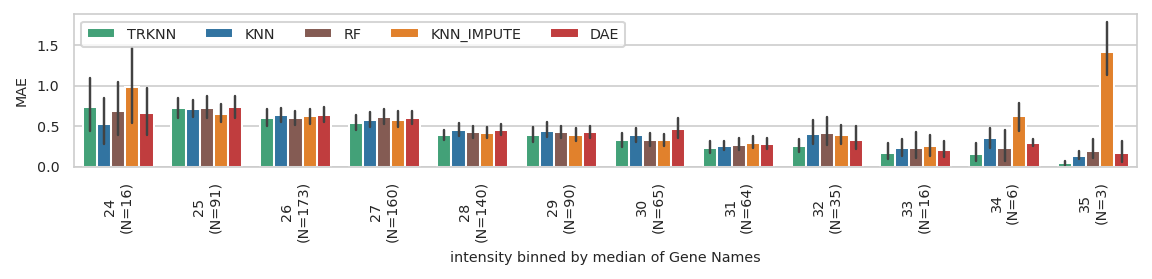 TRKNN KNN RF KNN_IMPUTE DAE
MAE
1.5
1.0
0.5
0.0
24 (N=16)
25 (N=91)
26 (N=173)
27 (N=160)
28 (N=140)
29 (N=90)
30 (N=65)
31 (N=64)
32 (N=35)
33 (N=16)
34 (N=6)
35 (N=3)
intensity binned by median of Gene Names